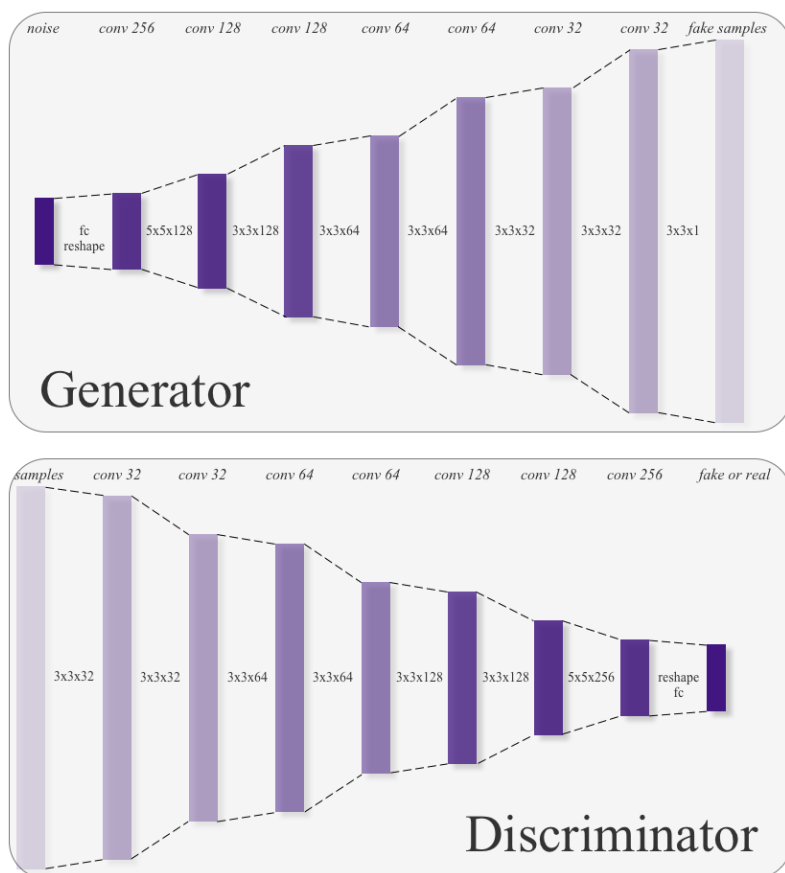 noise conv 256 conv 128 conv 128 conv 64 conv 64 conv 32 conv 32 fake samples
fc
reshape 5x5x128 3x3x128 3x3x64 3x3x64 3x3x32 3x3x32 3x3x1
Generator
samples conv 32 conv 32 conv 64 conv 64 conv 128 conv 128 conv 256 fake or real
3x3x32 3x3x32 3x3x64 3x3x64 3x3x128 3x3x128 5x5x256 reshape
fc
Discriminator